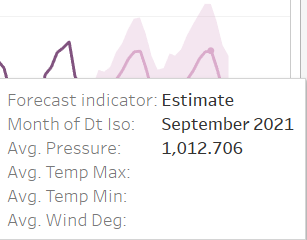 Forecast indicator: Estimate
Month of Dt Iso: September 2021
Avg. Pressure: 1,012.706
Avg. Temp Max:
Avg. Temp Min:
Avg. Wind Deg: